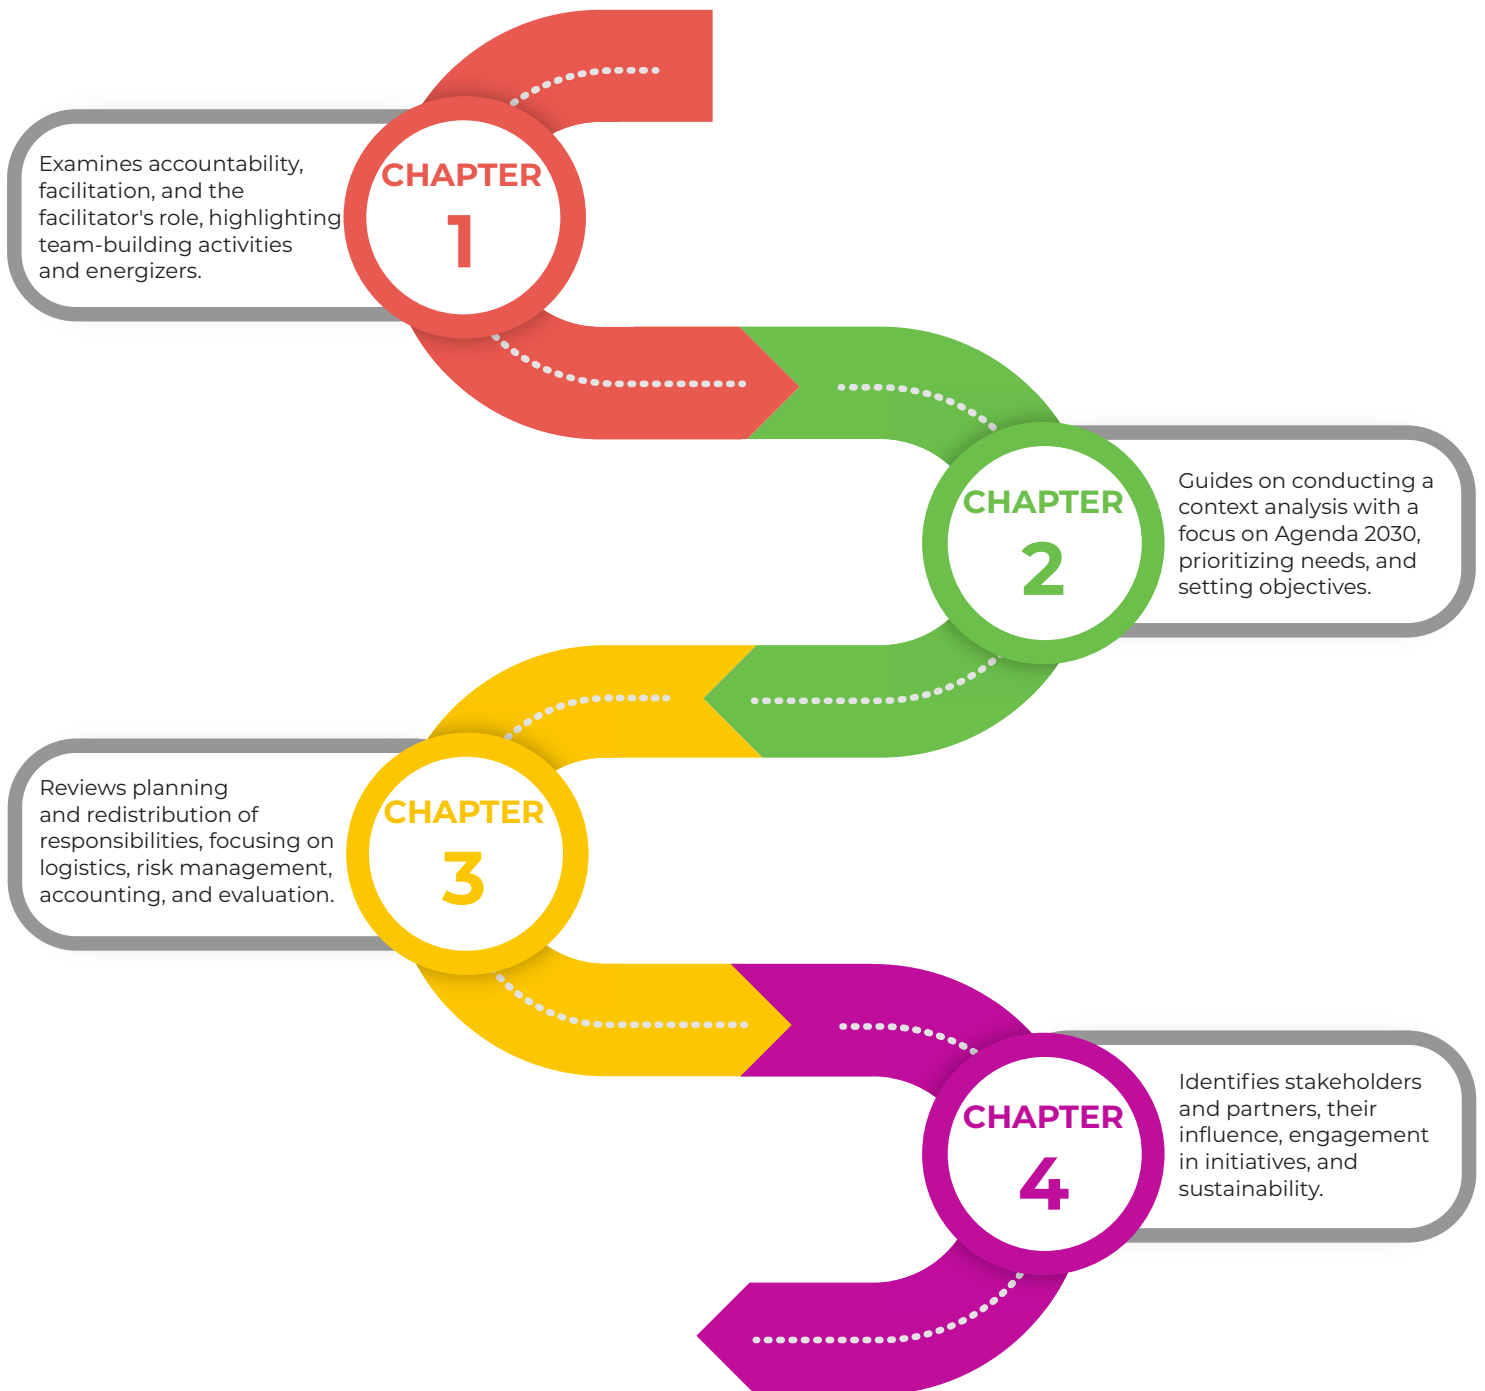 CHAPTER
1
Examines accountability,
facilitation, and the
facilitator's role, highlighting
team-building activities
and energizers.
CHAPTER
2
Guides on conducting a
context analysis with a
focus on Agenda 2030,
prioritizing needs, and
setting objectives.
CHAPTER
3
Reviews planning
and redistribution of
responsibilities, focusing on
logistics, risk management,
accounting, and evaluation.
CHAPTER
4
Identifies stakeholders
and partners, their
influence, engagement
in initiatives, and
sustainability.